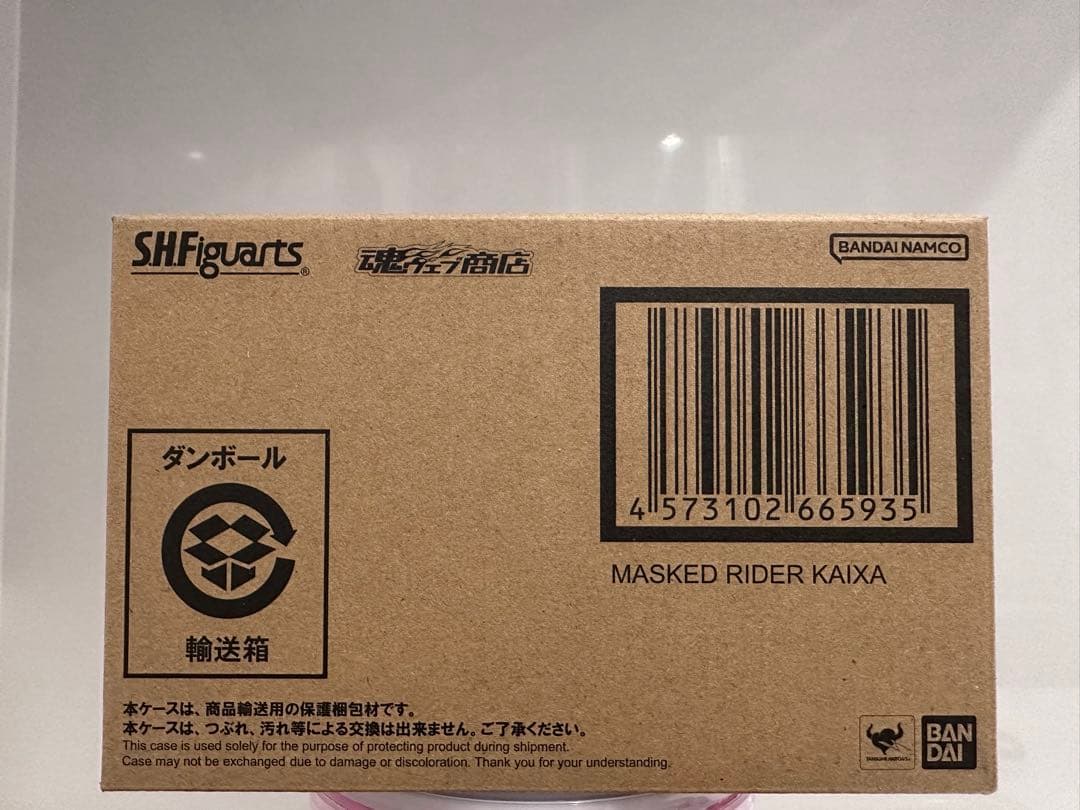 S.H.Figuarts®
魂ウェブ商店
BANDAI NAMCO
4 573102 665935
MASKED RIDER KAIXA
ダンボール
輸送箱
本ケースは、商品輸送用の保護梱包材です。
本ケースは、つぶれ、汚れ等による交換は出来ません。ご了承ください。
This case is used solely for the purpose of protecting product during shipment.
Case may not be exchanged due to damage or discoloration. Thank you for your understanding.
TAMASHII NATIONS
BAN
DAI